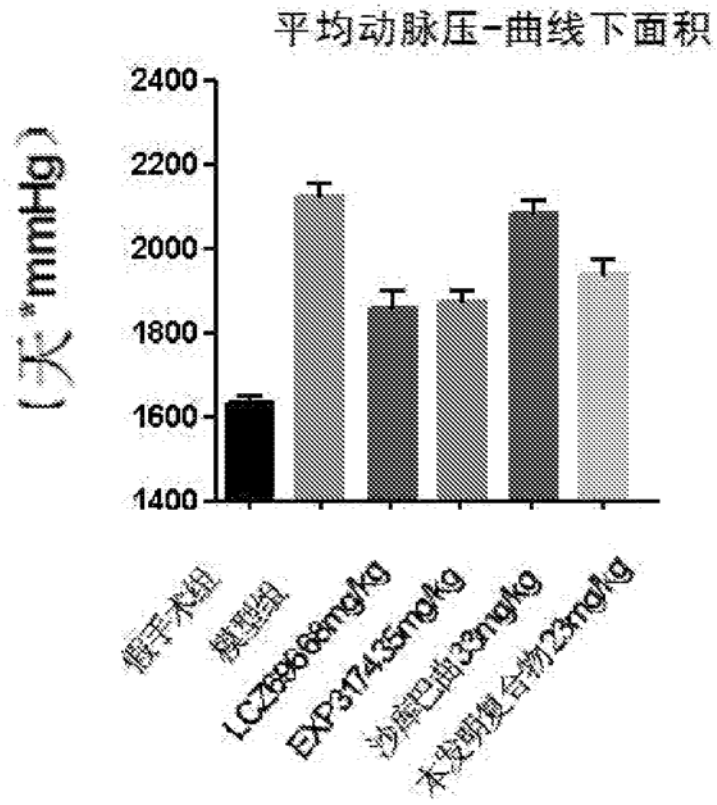 平均动脉压-曲线下面积
(天*mmHg)
2400
2200
2000
1800
1600
1400
假手术组
模型组
LCZ69668mg/kg
EXP31743.5mg/kg
沙库巴曲33mg/kg
本发明复合物23mg/kg